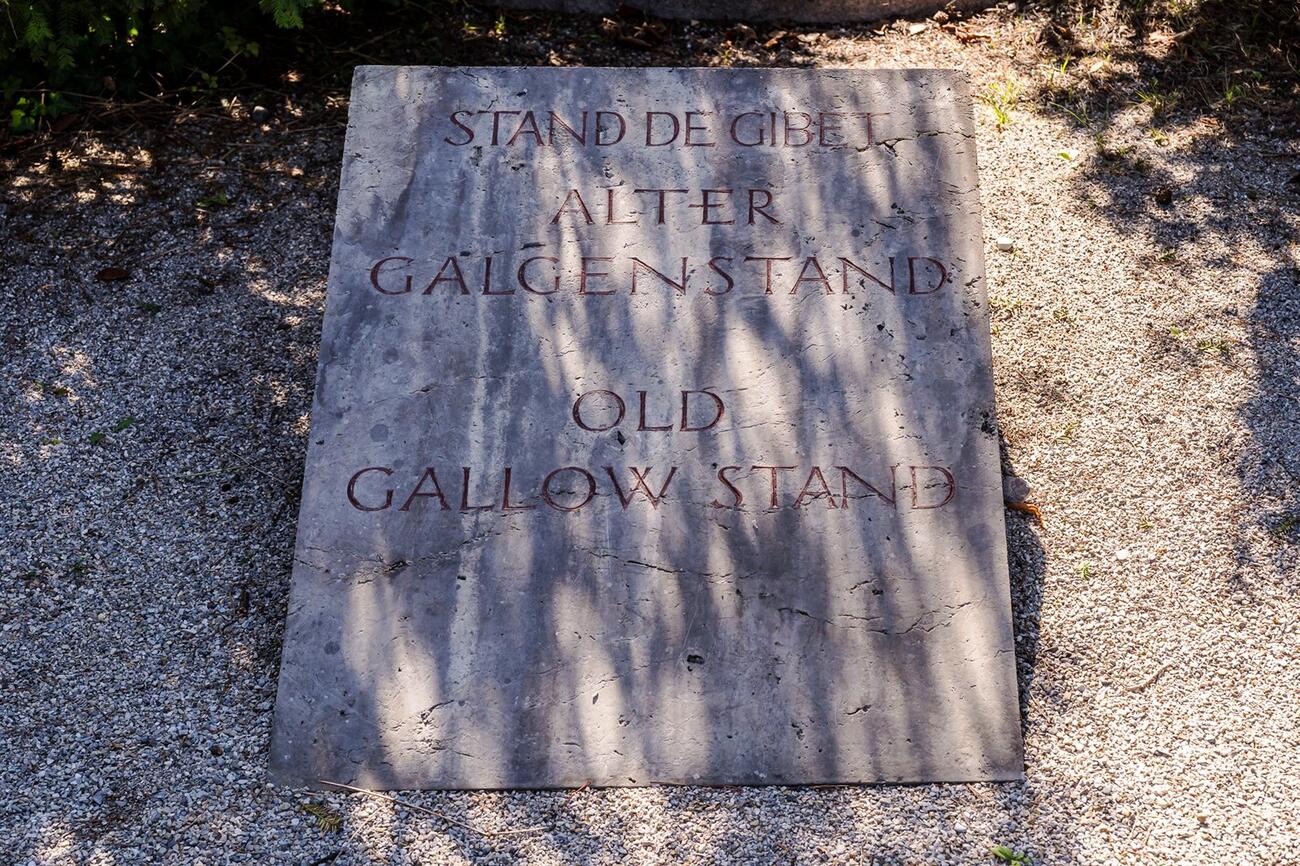 STAND DE GIBET
ALTER
GALGENSTAND
OLD
GALLOW STAND